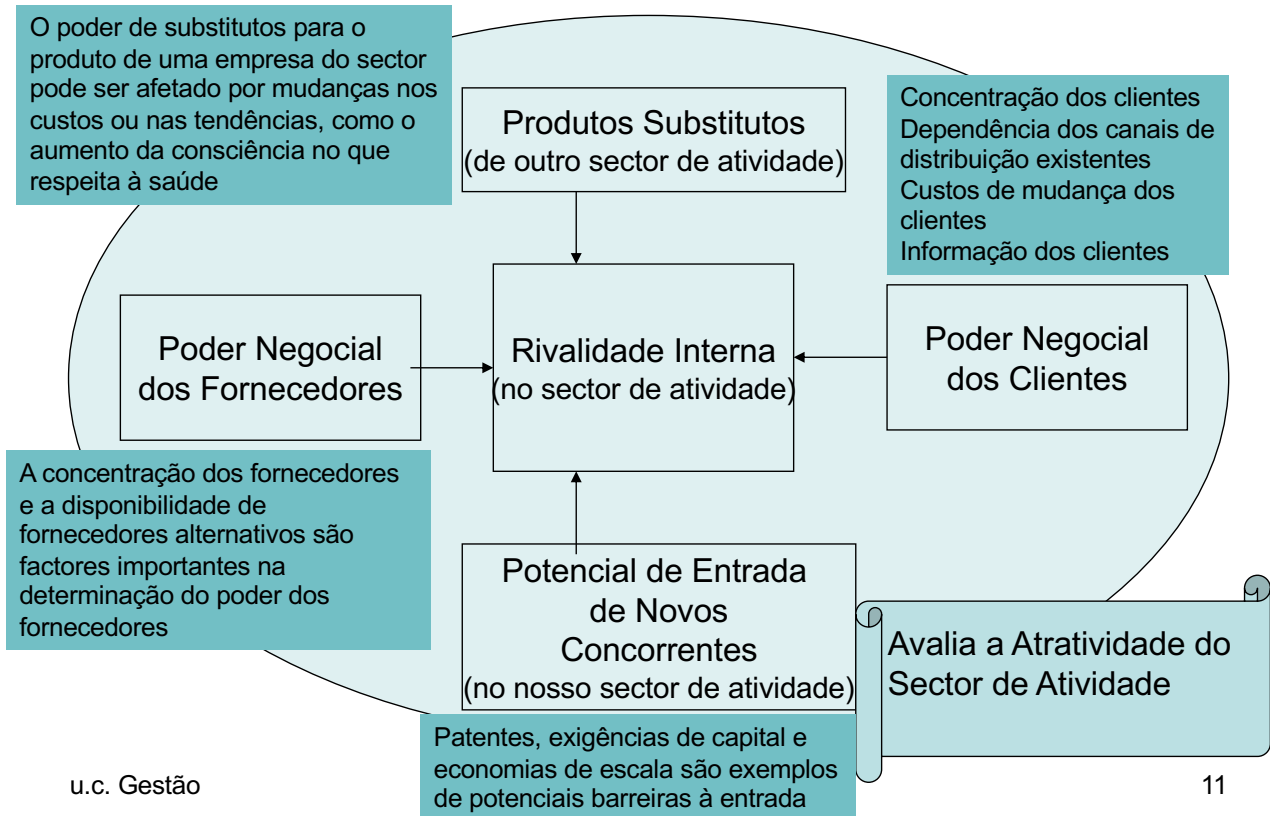 O poder de substitutos para o
produto de uma empresa do sector
pode ser afetado por mudanças nos
custos ou nas tendências, como o
aumento da consciência no que
respeita à saúde
Produtos Substitutos
(de outro sector de atividade)
Concentração dos clientes
Dependência dos canais de
distribuição existentes
Custos de mudança dos
clientes
Informação dos clientes
Poder Negocial
dos Fornecedores
Rivalidade Interna
(no sector de atividade)
Poder Negocial
dos Clientes
A concentração dos fornecedores
e a disponibilidade de
fornecedores alternativos são
factores importantes na
determinação do poder dos
fornecedores
Potencial de Entrada
de Novos
Concorrentes
(no nosso sector de atividade)
Avalia a Atratividade do
Sector de Atividade
Patentes, exigências de capital e
economias de escala são exemplos
de potenciais barreiras à entrada
u.c. Gestão
11